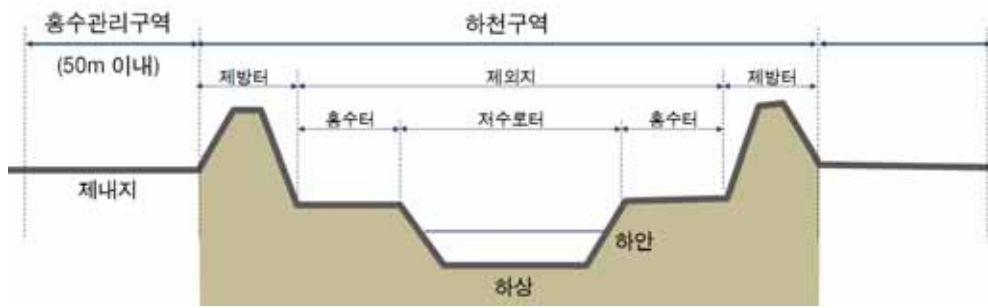 홍수관리구역
하천구역
(50m 이내)
제방터
제외지
제방터
홍수터
저수로터
홍수터
제내지
하안
하상